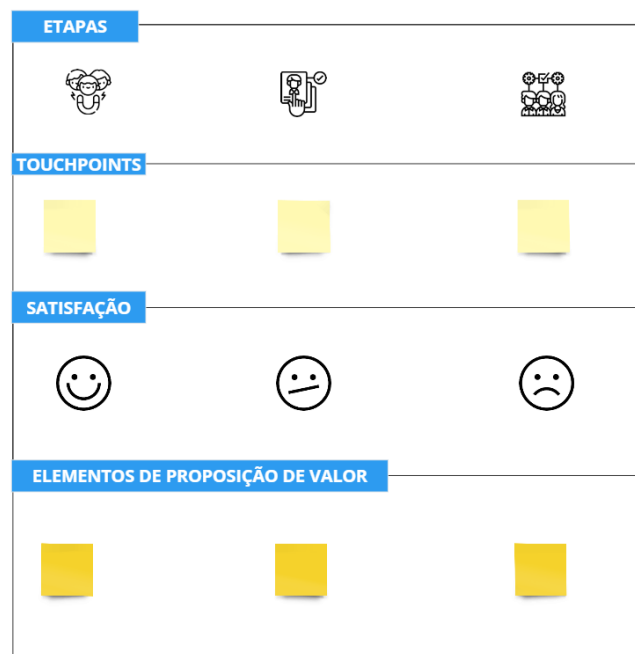 ETAPAS
TOUCHPOINTS
SATISFAÇÃO
ELEMENTOS DE PROPOSIÇÃO DE VALOR